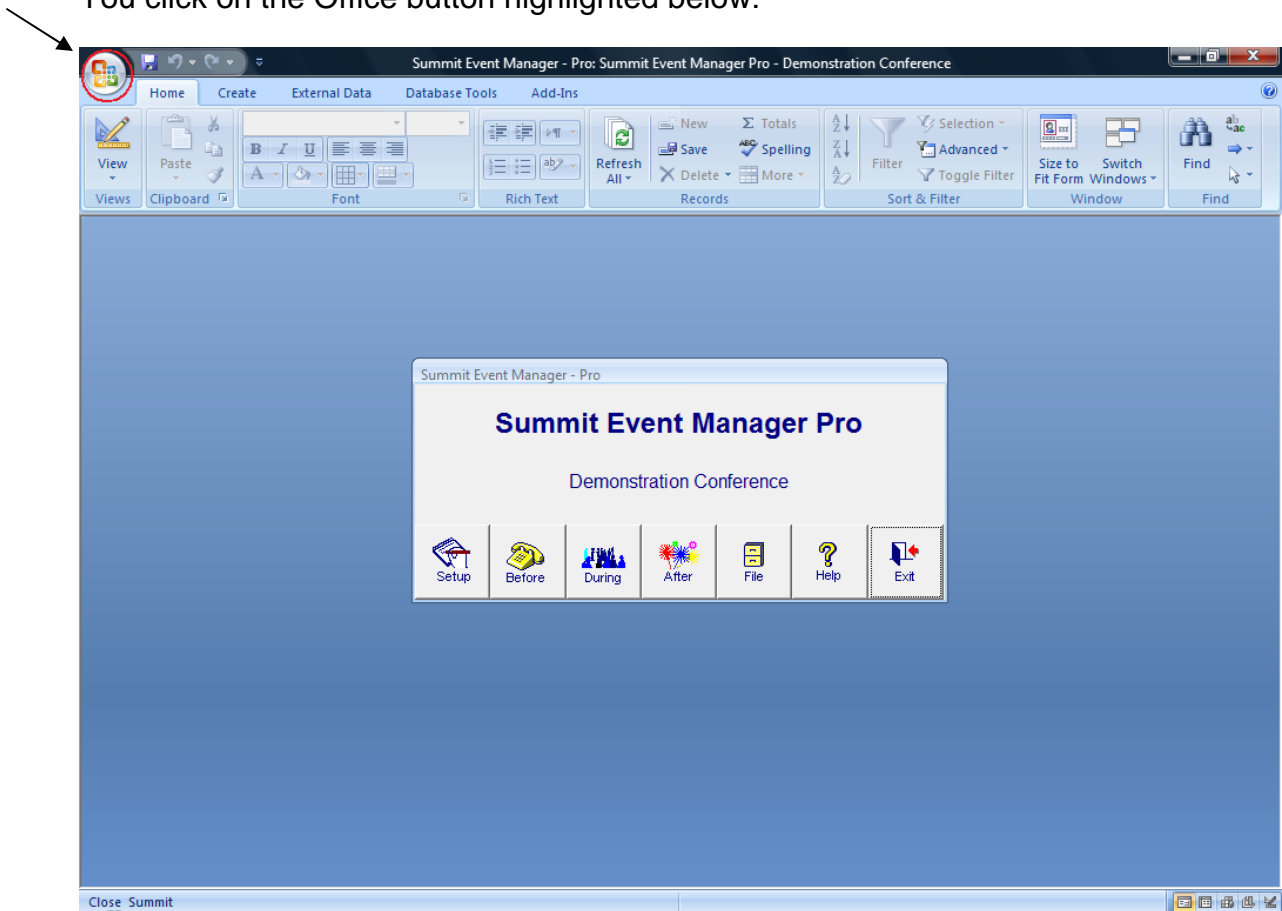 You click on the Office button highlighted below.
Summit Event Manager - Pro: Summit Event Manager Pro - Demonstration Conference
Home Create External Data Database Tools Add-Ins
View Paste B I U A ab Refresh All New Save Delete Σ Totals ABC Spelling More A Z Z A A Z Filter Selection Advanced Toggle Filter Size to Fit Form Switch Windows Find ab ac
Views Clipboard Font Rich Text Records Sort & Filter Window Find
Summit Event Manager - Pro
Summit Event Manager Pro
Demonstration Conference
Setup Before During After File Help Exit
Close Summit